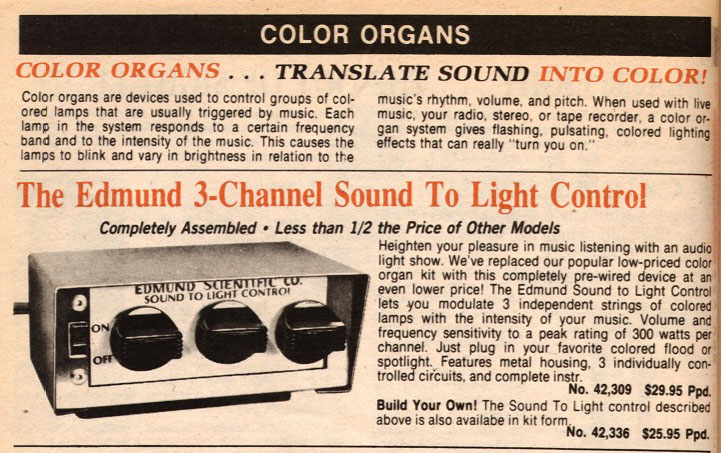 COLOR ORGANS
COLOR ORGANS . . . TRANSLATE SOUND INTO COLOR!
Color organs are devices used to control groups of col-
ored lamps that are usually triggered by music. Each
lamp in the system responds to a certain frequency
band and to the intensity of the music. This causes the
lamps to blink and vary in brightness in relation to the
music's rhythm, volume, and pitch. When used with live
music, your radio, stereo, or tape recorder, a color or-
gan system gives flashing, pulsating, colored lighting
effects that can really "turn you on."
The Edmund 3-Channel Sound To Light Control
Completely Assembled • Less than 1/2 the Price of Other Models
EDMUND SCIENTIFIC CO.
SOUND TO LIGHT CONTROL
ON
OFF
Heighten your pleasure in music listening with an audio
light show. We've replaced our popular low-priced color
organ kit with this completely pre-wired device at an
even lower price! The Edmund Sound to Light Control
lets you modulate 3 independent strings of colored
lamps with the intensity of your music. Volume and
frequency sensitivity to a peak rating of 300 watts per
channel. Just plug in your favorite colored flood or
spotlight. Features metal housing, 3 individually con-
trolled circuits, and complete instr.
No. 42,309 $29.95 Ppd.
Build Your Own! The Sound To Light control described
above is also availabe in kit form.
No. 42,336 $25.95 Ppd.